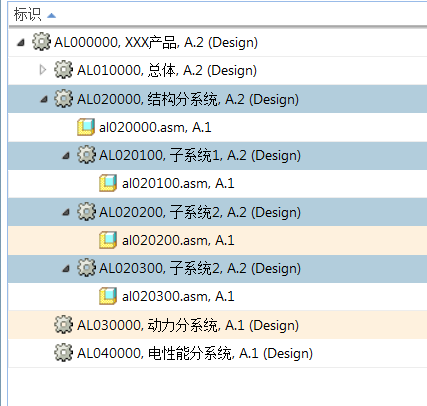 标识
AL000000, XXX产品, A.2 (Design)
AL010000, 总体, A.2 (Design)
AL020000, 结构分系统, A.2 (Design)
al020000.asm, A.1
AL020100, 子系统1, A.2 (Design)
al020100.asm, A.1
AL020200, 子系统2, A.2 (Design)
al020200.asm, A.1
AL020300, 子系统2, A.2 (Design)
al020300.asm, A.1
AL030000, 动力分系统, A.1 (Design)
AL040000, 电性能分系统, A.1 (Design)